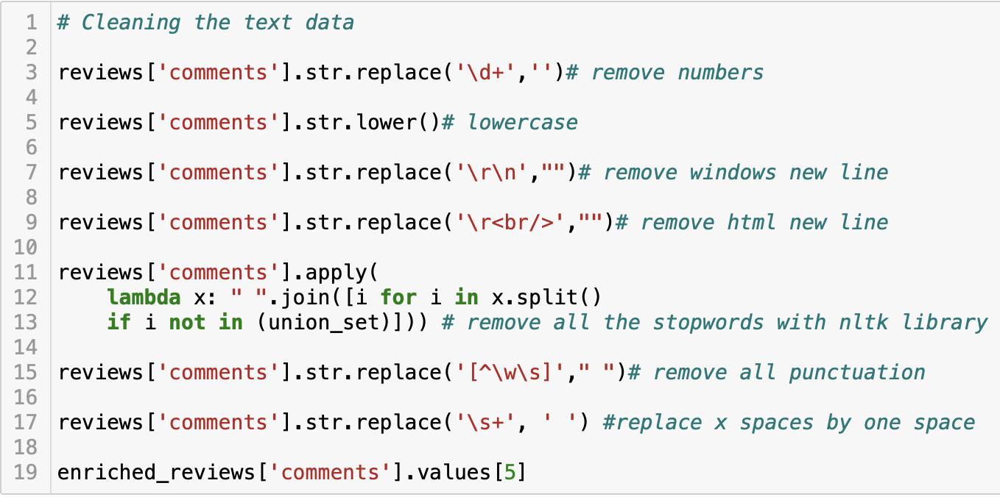 1 # Cleaning the text data
2
3 reviews['comments'].str.replace('\d+','')# remove numbers
4
5 reviews['comments'].str.lower()# lowercase
6
7 reviews['comments'].str.replace('\r\n',"")# remove windows new line
8
9 reviews['comments'].str.replace('\r<br/>',"")# remove html new line
10
11 reviews['comments'].apply(
12     lambda x: " ".join([i for i in x.split()
13     if i not in (union_set)])) # remove all the stopwords with nltk library
14
15 reviews['comments'].str.replace('[^\w\s]'," ")# remove all punctuation
16
17 reviews['comments'].str.replace('\s+', ' ') #replace x spaces by one space
18
19 enriched_reviews['comments'].values[5]